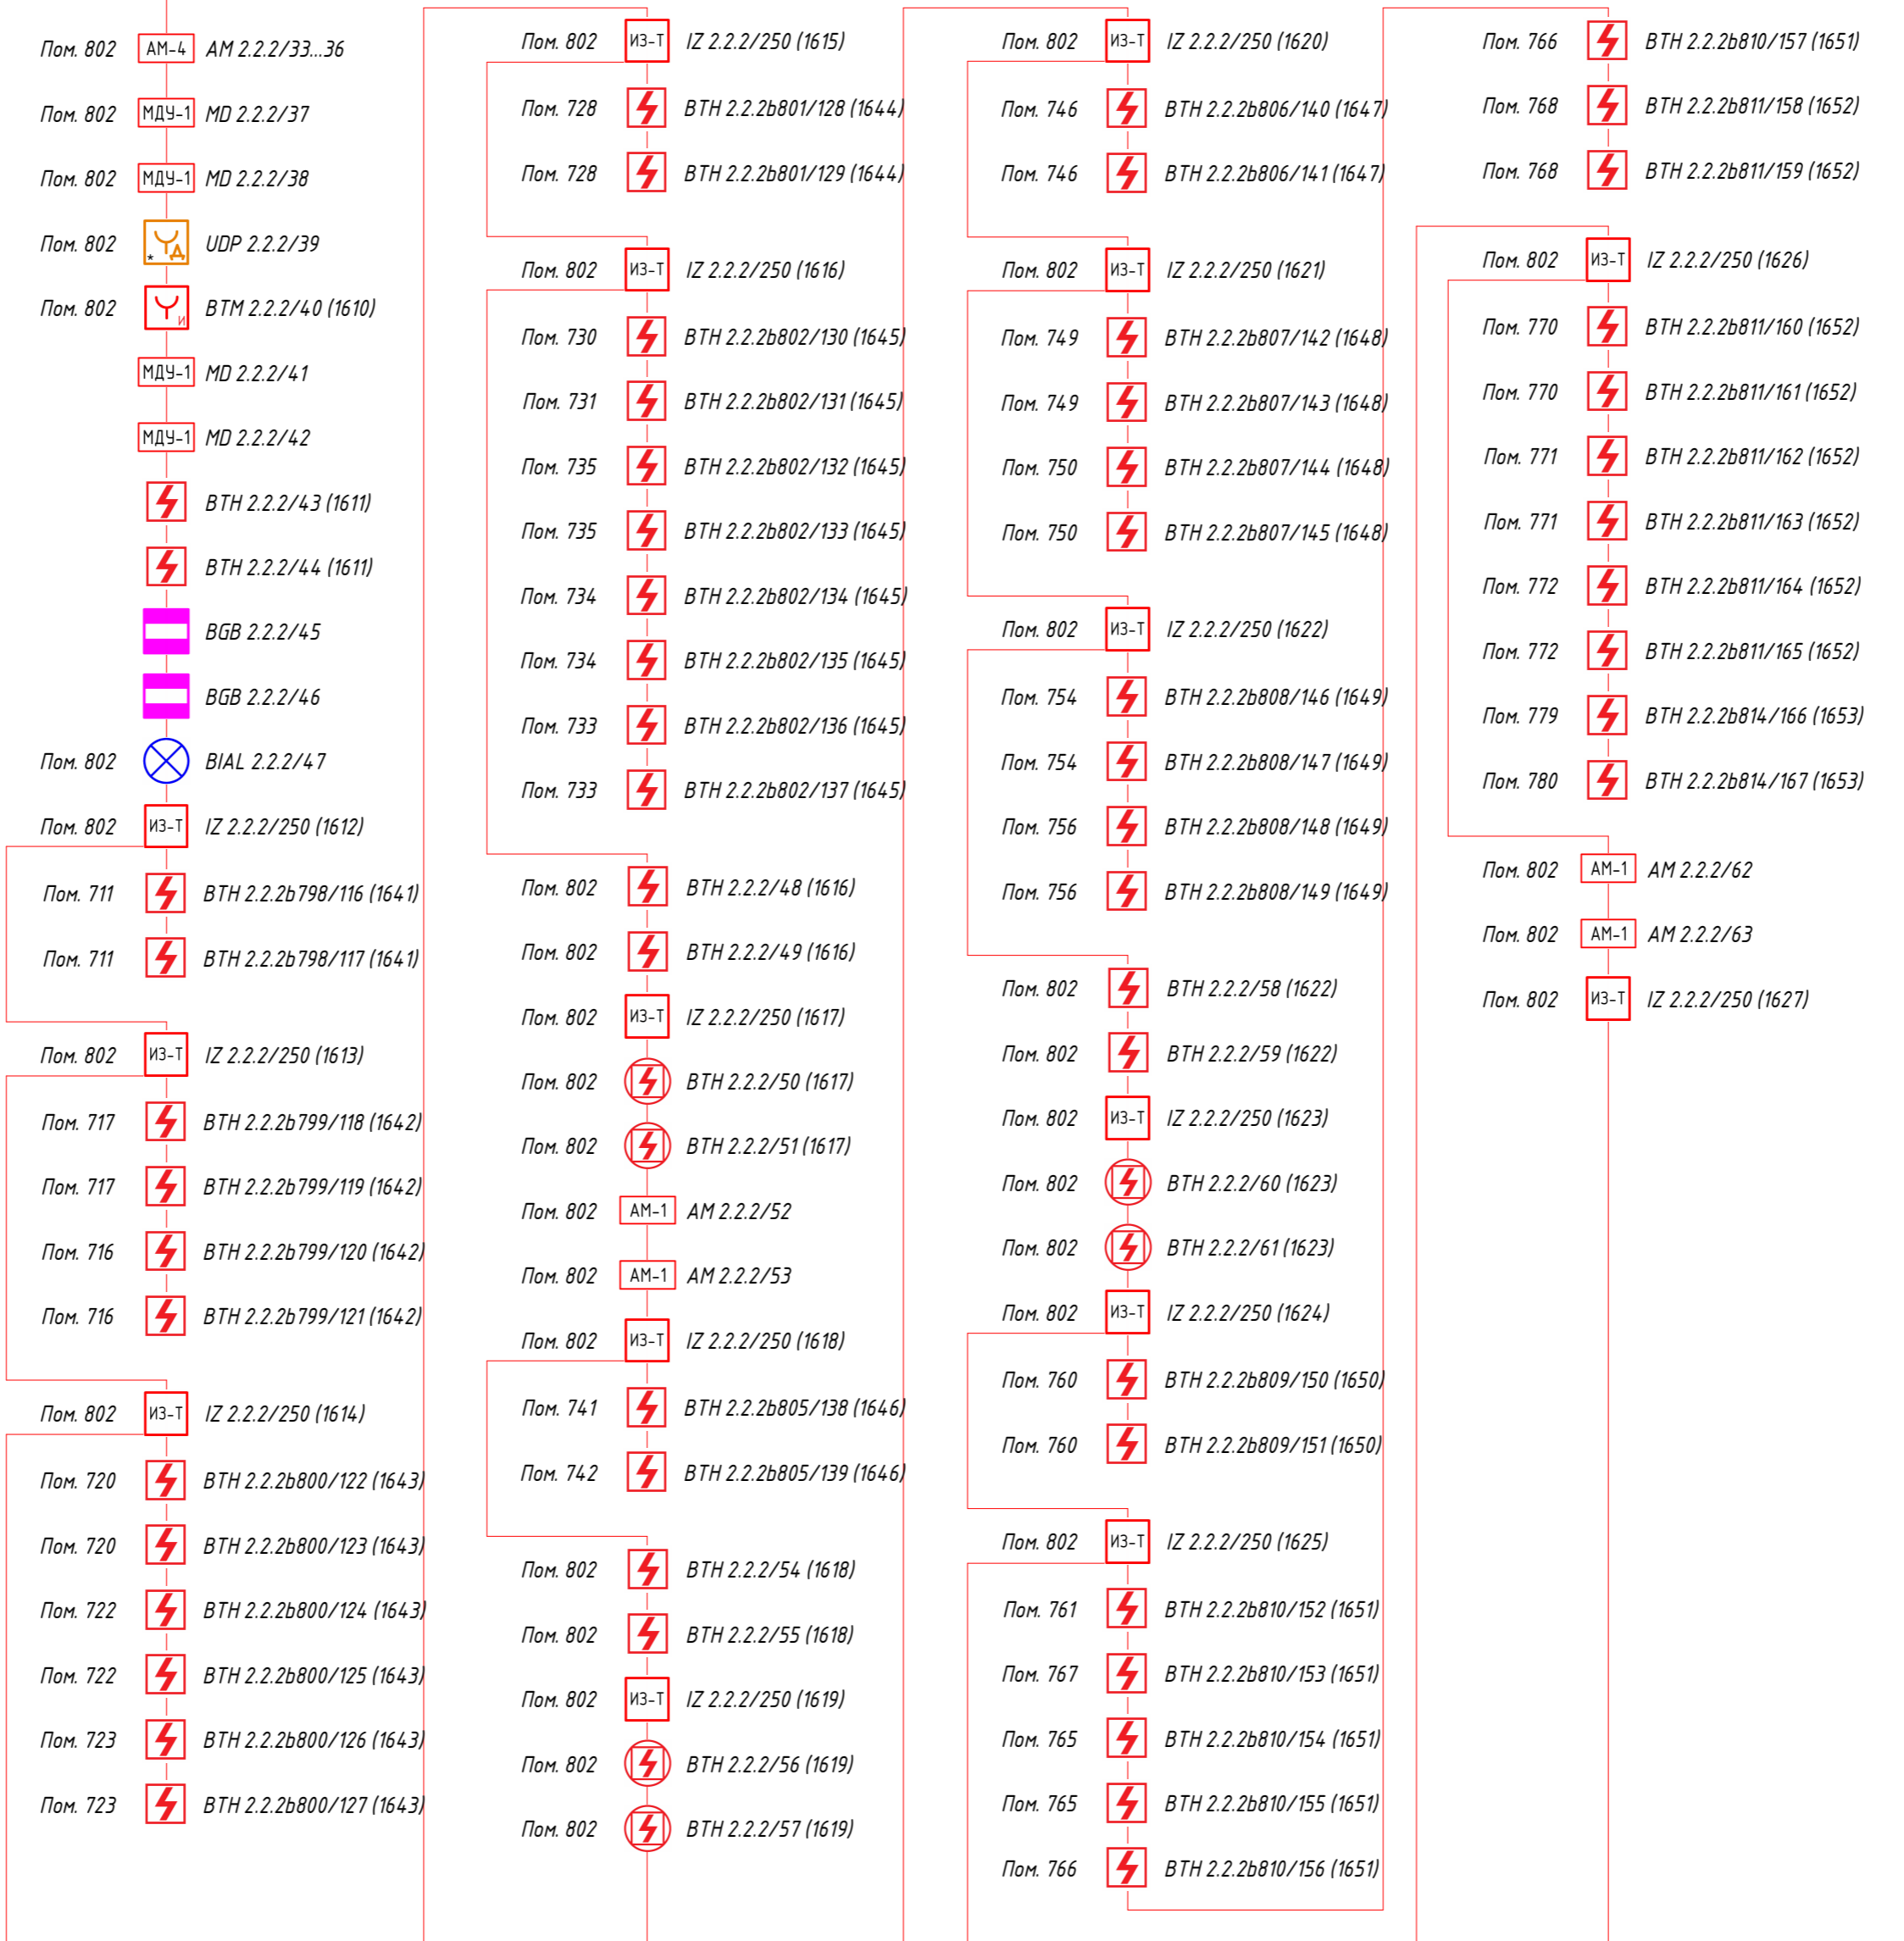 Пом. 802 АМ-4 AM 2.2.2/33...36
Пом. 802 МДУ-1 MD 2.2.2/37
Пом. 802 МДУ-1 MD 2.2.2/38
Пом. 802 * Д UDP 2.2.2/39
Пом. 802 И BTM 2.2.2/40 (1610)
МДУ-1 MD 2.2.2/41
МДУ-1 MD 2.2.2/42
BTH 2.2.2/43 (1611)
BTH 2.2.2/44 (1611)
BGB 2.2.2/45
BGB 2.2.2/46
Пом. 802 BIAL 2.2.2/47
Пом. 802 ИЗ-Т IZ 2.2.2/250 (1612)
Пом. 711 BTH 2.2.2b798/116 (1641)
Пом. 711 BTH 2.2.2b798/117 (1641)
Пом. 802 ИЗ-Т IZ 2.2.2/250 (1613)
Пом. 717 BTH 2.2.2b799/118 (1642)
Пом. 717 BTH 2.2.2b799/119 (1642)
Пом. 716 BTH 2.2.2b799/120 (1642)
Пом. 716 BTH 2.2.2b799/121 (1642)
Пом. 802 ИЗ-Т IZ 2.2.2/250 (1614)
Пом. 720 BTH 2.2.2b800/122 (1643)
Пом. 720 BTH 2.2.2b800/123 (1643)
Пом. 722 BTH 2.2.2b800/124 (1643)
Пом. 722 BTH 2.2.2b800/125 (1643)
Пом. 723 BTH 2.2.2b800/126 (1643)
Пом. 723 BTH 2.2.2b800/127 (1643)
Пом. 802 ИЗ-Т IZ 2.2.2/250 (1615)
Пом. 728 BTH 2.2.2b801/128 (1644)
Пом. 728 BTH 2.2.2b801/129 (1644)
Пом. 802 ИЗ-Т IZ 2.2.2/250 (1616)
Пом. 730 BTH 2.2.2b802/130 (1645)
Пом. 731 BTH 2.2.2b802/131 (1645)
Пом. 735 BTH 2.2.2b802/132 (1645)
Пом. 735 BTH 2.2.2b802/133 (1645)
Пом. 734 BTH 2.2.2b802/134 (1645)
Пом. 734 BTH 2.2.2b802/135 (1645)
Пом. 733 BTH 2.2.2b802/136 (1645)
Пом. 733 BTH 2.2.2b802/137 (1645)
Пом. 802 BTH 2.2.2/48 (1616)
Пом. 802 BTH 2.2.2/49 (1616)
Пом. 802 ИЗ-Т IZ 2.2.2/250 (1617)
Пом. 802 BTH 2.2.2/50 (1617)
Пом. 802 BTH 2.2.2/51 (1617)
Пом. 802 АМ-1 AM 2.2.2/52
Пом. 802 АМ-1 AM 2.2.2/53
Пом. 802 ИЗ-Т IZ 2.2.2/250 (1618)
Пом. 741 BTH 2.2.2b805/138 (1646)
Пом. 742 BTH 2.2.2b805/139 (1646)
Пом. 802 BTH 2.2.2/54 (1618)
Пом. 802 BTH 2.2.2/55 (1618)
Пом. 802 ИЗ-Т IZ 2.2.2/250 (1619)
Пом. 802 BTH 2.2.2/56 (1619)
Пом. 802 BTH 2.2.2/57 (1619)
Пом. 802 ИЗ-Т IZ 2.2.2/250 (1620)
Пом. 746 BTH 2.2.2b806/140 (1647)
Пом. 746 BTH 2.2.2b806/141 (1647)
Пом. 802 ИЗ-Т IZ 2.2.2/250 (1621)
Пом. 749 BTH 2.2.2b807/142 (1648)
Пом. 749 BTH 2.2.2b807/143 (1648)
Пом. 750 BTH 2.2.2b807/144 (1648)
Пом. 750 BTH 2.2.2b807/145 (1648)
Пом. 802 ИЗ-Т IZ 2.2.2/250 (1622)
Пом. 754 BTH 2.2.2b808/146 (1649)
Пом. 754 BTH 2.2.2b808/147 (1649)
Пом. 756 BTH 2.2.2b808/148 (1649)
Пом. 756 BTH 2.2.2b808/149 (1649)
Пом. 802 BTH 2.2.2/58 (1622)
Пом. 802 BTH 2.2.2/59 (1622)
Пом. 802 ИЗ-Т IZ 2.2.2/250 (1623)
Пом. 802 BTH 2.2.2/60 (1623)
Пом. 802 BTH 2.2.2/61 (1623)
Пом. 802 ИЗ-Т IZ 2.2.2/250 (1624)
Пом. 760 BTH 2.2.2b809/150 (1650)
Пом. 760 BTH 2.2.2b809/151 (1650)
Пом. 802 ИЗ-Т IZ 2.2.2/250 (1625)
Пом. 761 BTH 2.2.2b810/152 (1651)
Пом. 767 BTH 2.2.2b810/153 (1651)
Пом. 765 BTH 2.2.2b810/154 (1651)
Пом. 765 BTH 2.2.2b810/155 (1651)
Пом. 766 BTH 2.2.2b810/156 (1651)
Пом. 766 BTH 2.2.2b810/157 (1651)
Пом. 768 BTH 2.2.2b811/158 (1652)
Пом. 768 BTH 2.2.2b811/159 (1652)
Пом. 802 ИЗ-Т IZ 2.2.2/250 (1626)
Пом. 770 BTH 2.2.2b811/160 (1652)
Пом. 770 BTH 2.2.2b811/161 (1652)
Пом. 771 BTH 2.2.2b811/162 (1652)
Пом. 771 BTH 2.2.2b811/163 (1652)
Пом. 772 BTH 2.2.2b811/164 (1652)
Пом. 772 BTH 2.2.2b811/165 (1652)
Пом. 779 BTH 2.2.2b814/166 (1653)
Пом. 780 BTH 2.2.2b814/167 (1653)
Пом. 802 АМ-1 AM 2.2.2/62
Пом. 802 АМ-1 AM 2.2.2/63
Пом. 802 ИЗ-Т IZ 2.2.2/250 (1627)